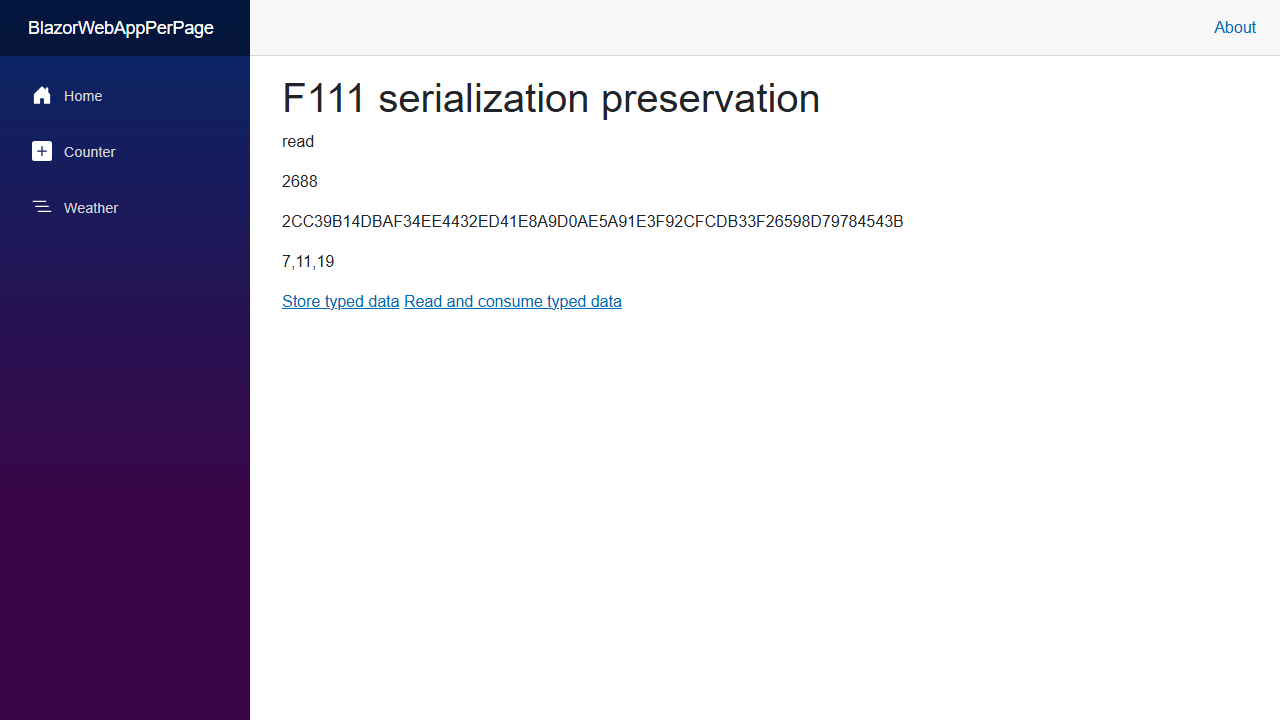 BlazorWebAppPerPage
About
Home
Counter
Weather
F111 serialization preservation
read
2688
2CC39B14DBAF34EE4432ED41E8A9D0AE5A91E3F92CFCDB33F26598D79784543B
7,11,19
Store typed data Read and consume typed data